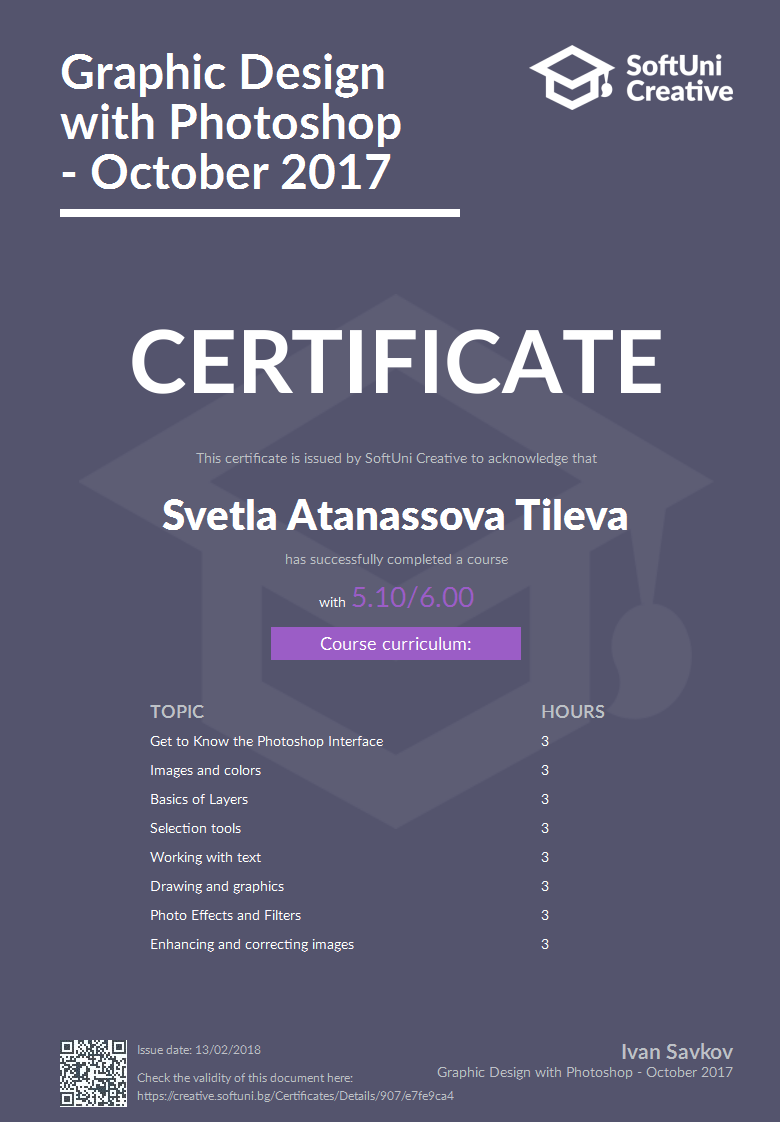 Graphic Design
with Photoshop
- October 2017
SoftUni
Creative
CERTIFICATE
This certificate is issued by SoftUni Creative to acknowledge that
Svetla Atanassova Tileva
has successfully completed a course
with 5.10/6.00
Course curriculum:
TOPIC HOURS
Get to Know the Photoshop Interface 3
Images and colors 3
Basics of Layers 3
Selection tools 3
Working with text 3
Drawing and graphics 3
Photo Effects and Filters 3
Enhancing and correcting images 3
Issue date: 13/02/2018
Check the validity of this document here:
https://creative.softuni.bg/Certificates/Details/907/e7fe9ca4
Ivan Savkov
Graphic Design with Photoshop - October 2017